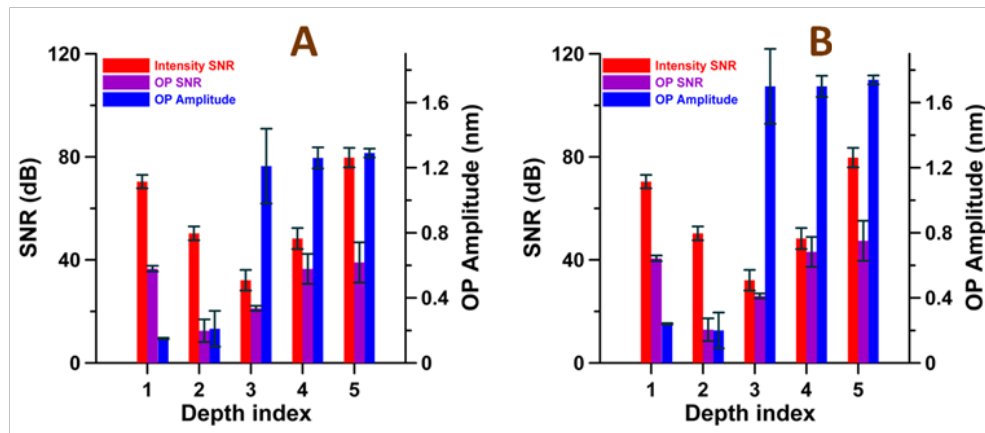 A
Intensity SNR
OP SNR
OP Amplitude
SNR (dB)
120
80
40
0
1 2 3 4 5
Depth index
1.6
1.2
0.8
0.4
0
OP Amplitude (nm)
B
Intensity SNR
OP SNR
OP Amplitude
SNR (dB)
120
80
40
0
1 2 3 4 5
Depth index
1.6
1.2
0.8
0.4
0
OP Amplitude (nm)